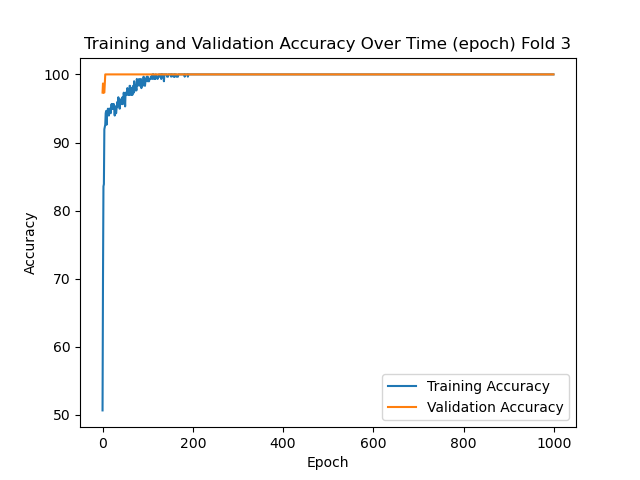 Training and Validation Accuracy Over Time (epoch) Fold 3
100
90
80
70
60
50
Accuracy
0
200
400
600
800
1000
Epoch
Training Accuracy
Validation Accuracy